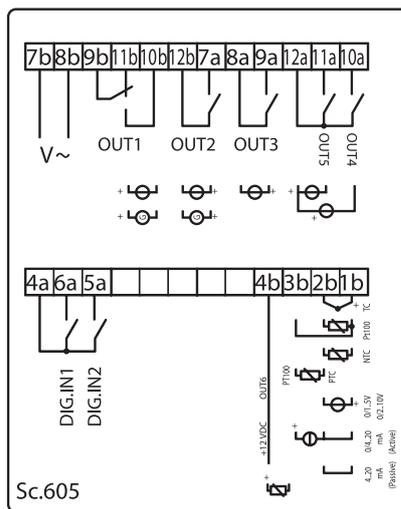 7b 8b 9b 11b 10b 12b 7a 8a 9a 12a 11a 10a
V~ OUT1 OUT2 OUT3 OUT5 OUT4
+ + + +
+ G + G +
4a 6a 5a 4b 3b 2b 1b
DIG.IN1
DIG.IN2
OUT6
+12 VDC
+
+ TC
Pt100
NTC
PT100 PTC
+ 0/1..5V
0/2.10V
+ 0/4.20
mA
(Active)
4.20
mA
(Passive)
Sc.605